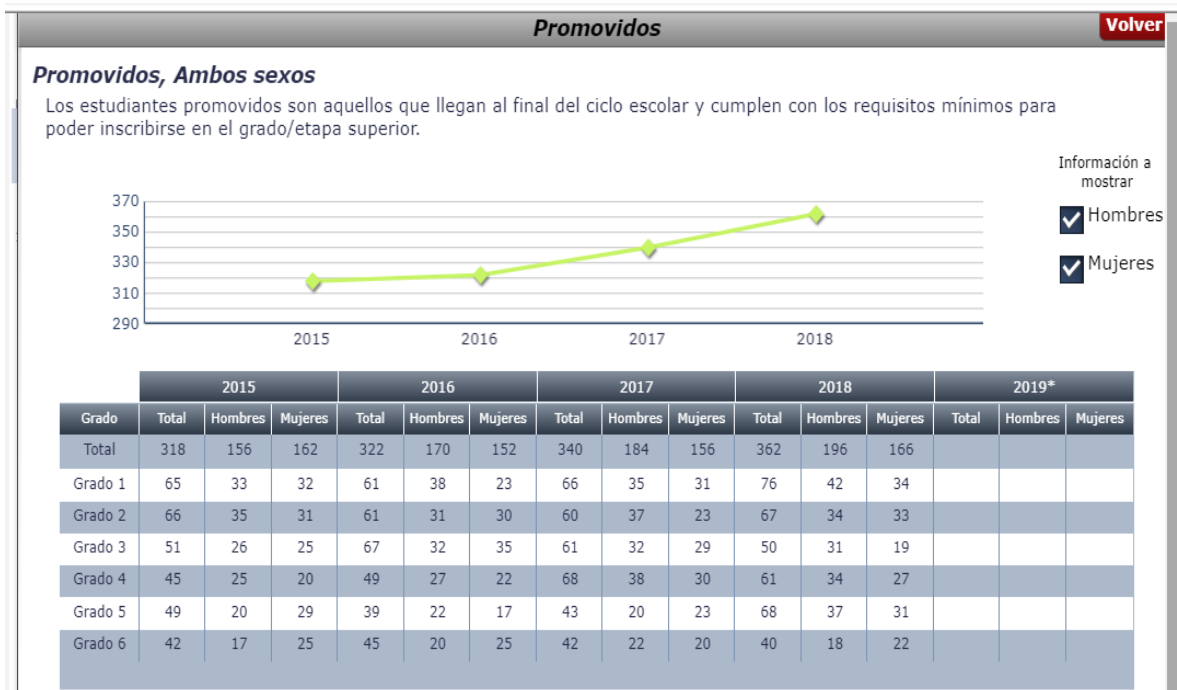 Promovidos
Volver
Promovidos, Ambos sexos
Los estudiantes promovidos son aquellos que llegan al final del ciclo escolar y cumplen con los requisitos mínimos para
poder inscribirse en el grado/etapa superior.
Información a
mostrar
Hombres
Mujeres
370
350
330
310
290
2015 2016 2017 2018
2015 2016 2017 2018 2019*
Grado Total Hombres Mujeres Total Hombres Mujeres Total Hombres Mujeres Total Hombres Mujeres Total Hombres Mujeres
Total 318 156 162 322 170 152 340 184 156 362 196 166
Grado 1 65 33 32 61 38 23 66 35 31 76 42 34
Grado 2 66 35 31 61 31 30 60 37 23 67 34 33
Grado 3 51 26 25 67 32 35 61 32 29 50 31 19
Grado 4 45 25 20 49 27 22 68 38 30 61 34 27
Grado 5 49 20 29 39 22 17 43 20 23 68 37 31
Grado 6 42 17 25 45 20 25 42 22 20 40 18 22